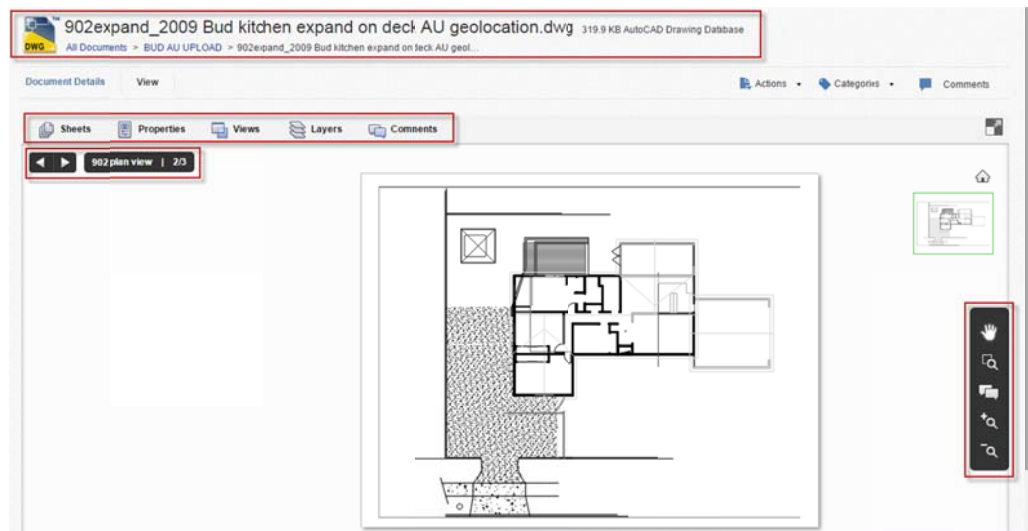 902expand_2009 Bud kitchen expand on deck AU geolocation.dwg 319.9 KB AutoCAD Drawing Database
DWG
All Documents > BUD AU UPLOAD > 902expand_2009 Bud kitchen expand on deck AU geol...
Document Details View Actions Categories Comments
Sheets Properties Views Layers Comments
902 plan view | 2/3